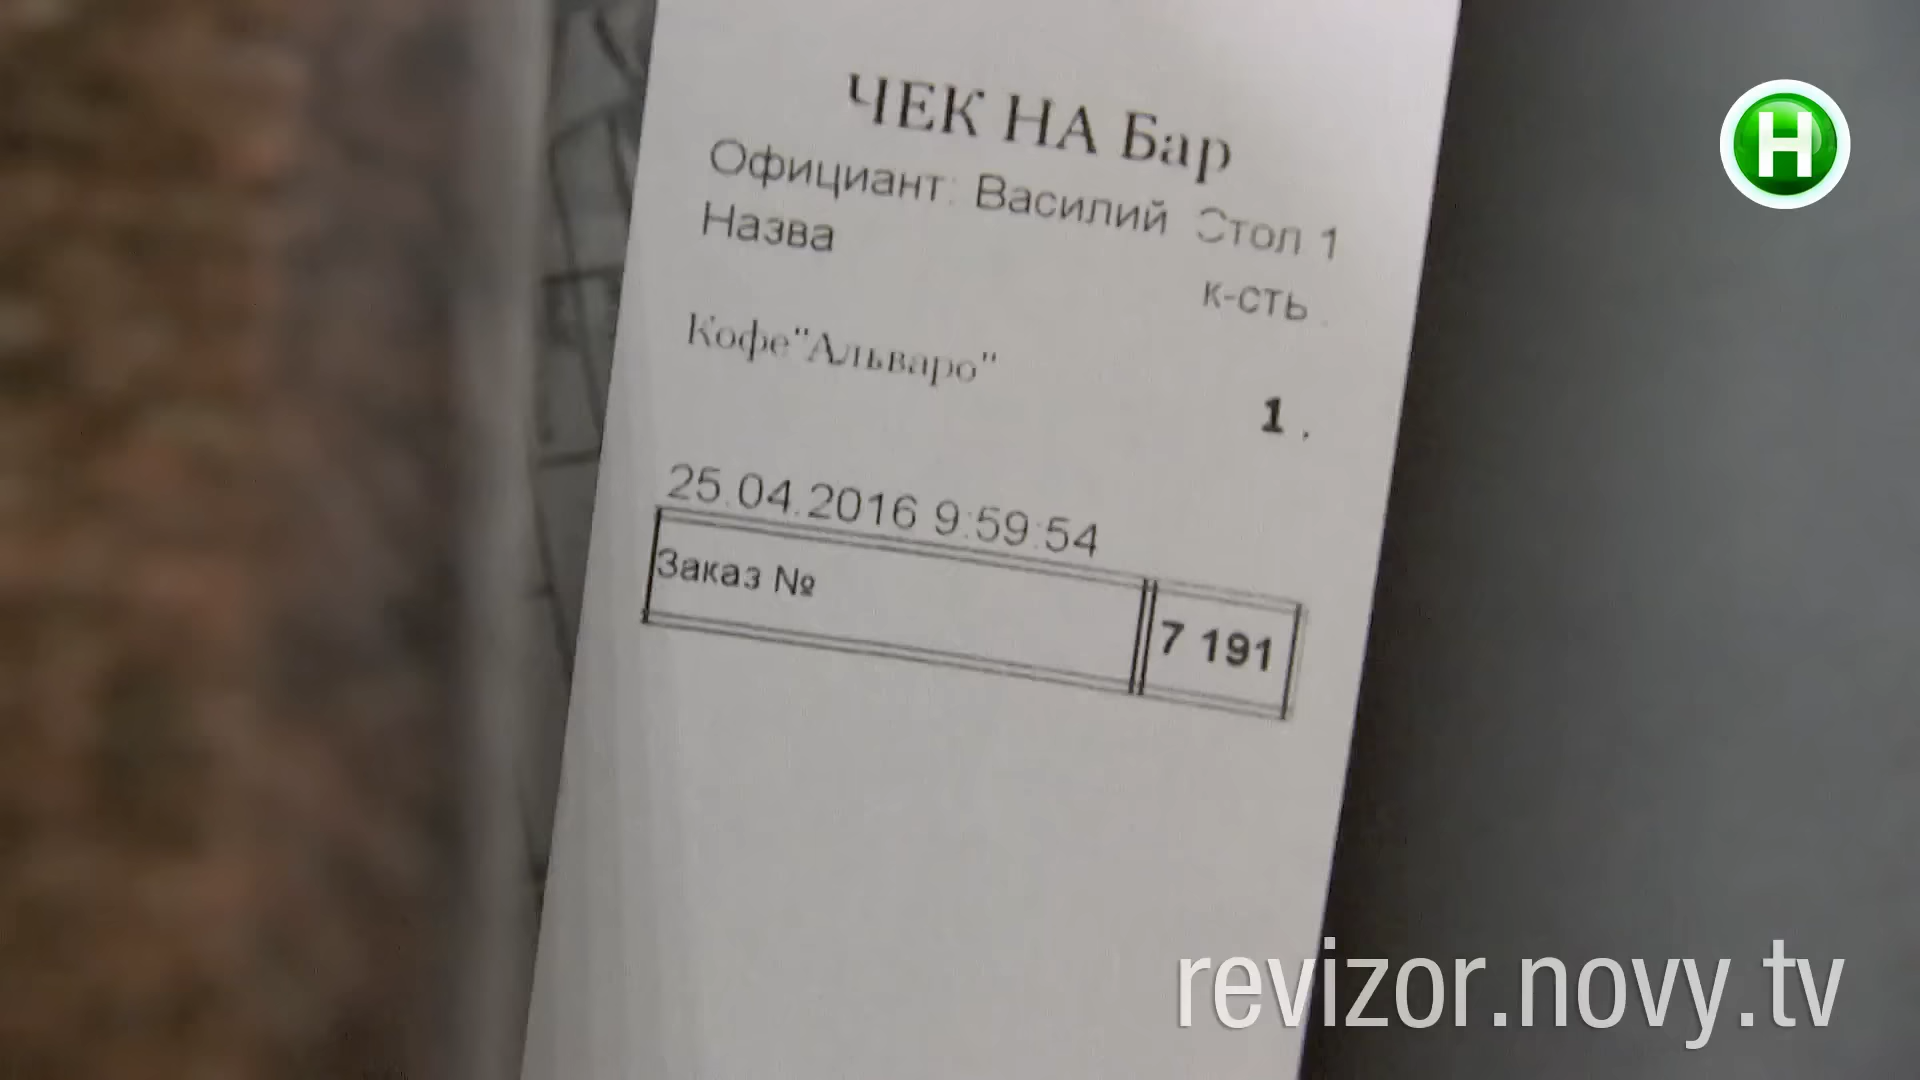 ЧЕК НА Бар
Официант: Василий Стол 1
Назва
к-сть
Кофе"Альваро"
1
25.04.2016 9:59:54
Заказ № 7 191
Н
revizor.novy.tv